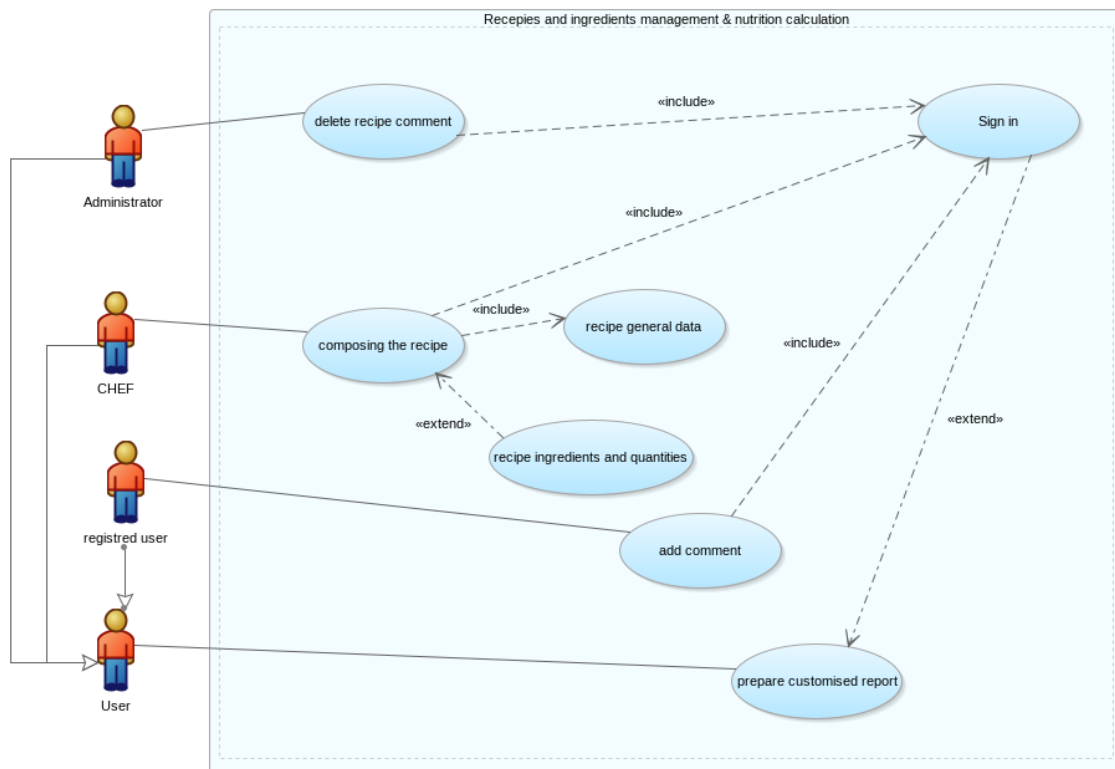 Recepies and ingredients management & nutrition calculation
delete recipe comment
«include»
Sign in
Administrator
«include»
composing the recipe
«include»
recipe general data
«include»
CHEF
«extend»
«extend»
recipe ingredients and quantities
registred user
add comment
prepare customised report
User